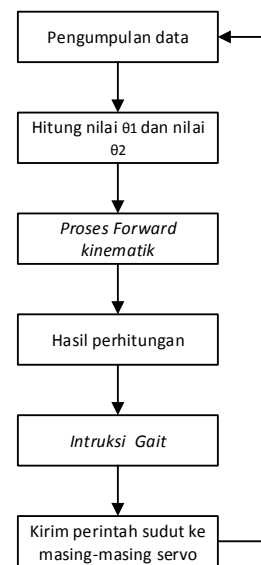 Pengumpulan data
Hitung nilai θ1 dan nilai
θ2
Proses Forward
kinematik
Hasil perhitungan
Intruksi Gait
Kirim perintah sudut ke
masing-masing servo